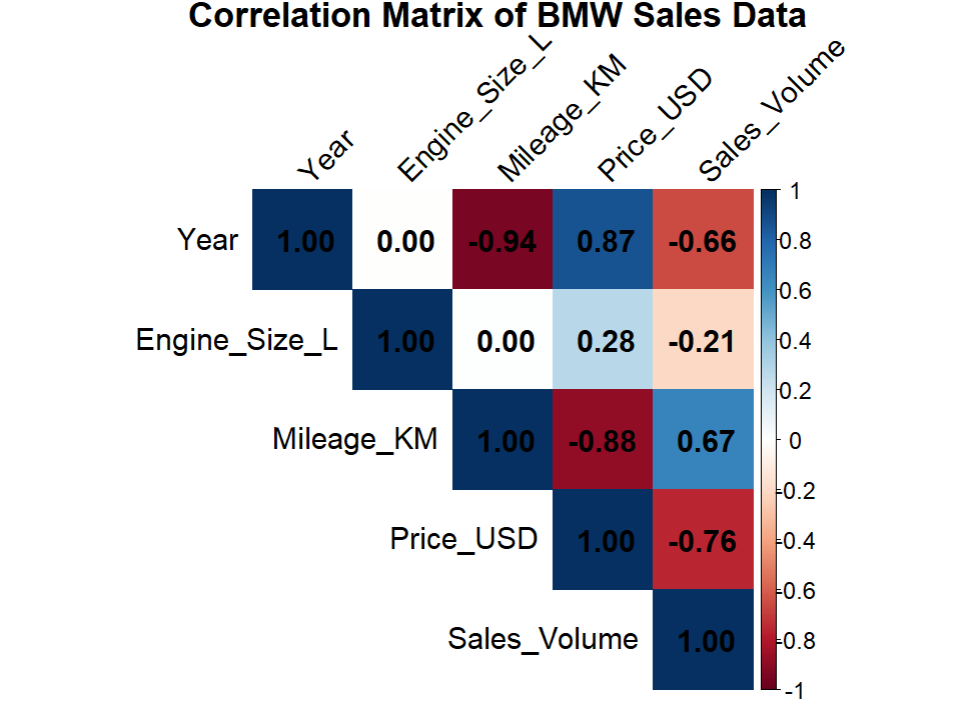 Correlation Matrix of BMW Sales Data
Year
Engine_Size_L
Mileage_KM
Price_USD
Sales_Volume
Year 1.00 0.00 -0.94 0.87 -0.66
Engine_Size_L 1.00 0.00 0.28 -0.21
Mileage_KM 1.00 -0.88 0.67
Price_USD 1.00 -0.76
Sales_Volume 1.00
1
0.8
0.6
0.4
0.2
0
-0.2
-0.4
-0.6
-0.8
-1